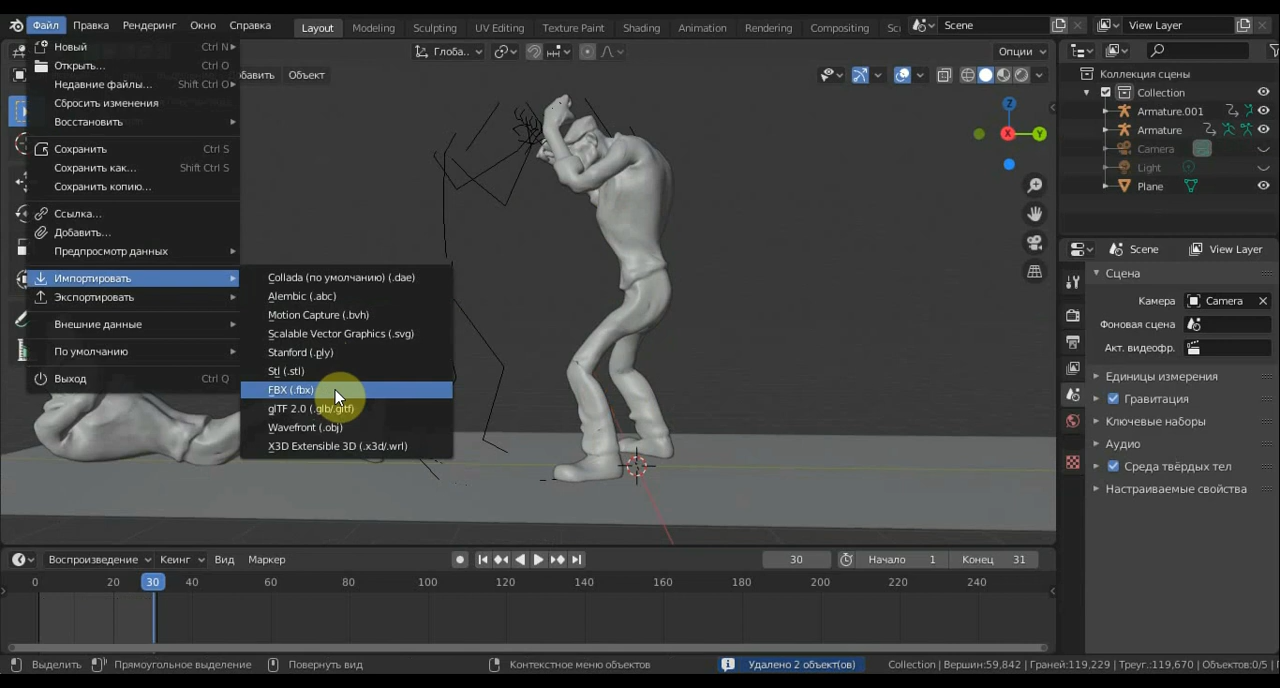 Файл Правка Рендеринг Окно Справка Layout Modeling Sculpting UV Editing Texture Paint Shading Animation Rendering Compositing Sc Scene View Layer
Новый Ctrl N
Открыть... Ctrl O
Недавние файлы... Shift Ctrl O
Сбросить изменения
Восстановить
Сохранить Ctrl S
Сохранить как... Shift Ctrl S
Сохранить копию...
Ссылка...
Добавить...
Предпросмотр данных
Импортировать
Экспортировать
Внешние данные
По умолчанию
Выход Ctrl Q
Collada (по умолчанию) (.dae)
Alembic (.abc)
Motion Capture (.bvh)
Scalable Vector Graphics (.svg)
Stanford (.ply)
Stl (.stl)
FBX (.fbx)
glTF 2.0 (.glb/.gltf)
Wavefront (.obj)
X3D Extensible 3D (.x3d/.wrl)
Глоба... Опции
бавить Объект
Z
Y
X
Коллекция сцены
Collection
Armature.001
Armature
Camera
Light
Plane
Scene View Layer
Сцена
Камера Camera
Фоновая сцена
Акт. видеофр.
Единицы измерения
Гравитация
Ключевые наборы
Аудио
Среда твёрдых тел
Настраиваемые свойства
Воспроизведение Кеинг Вид Маркер 30 Начало 1 Конец 31
0 20 30 40 60 80 100 120 140 160 180 200 220 240
Выделить Прямоугольное выделение Повернуть вид Контекстное меню объектов Удалено 2 объект(ов) Collection | Вершин:59,842 | Граней:119,229 | Треуг.:119,670 | Объектов:0/5 |